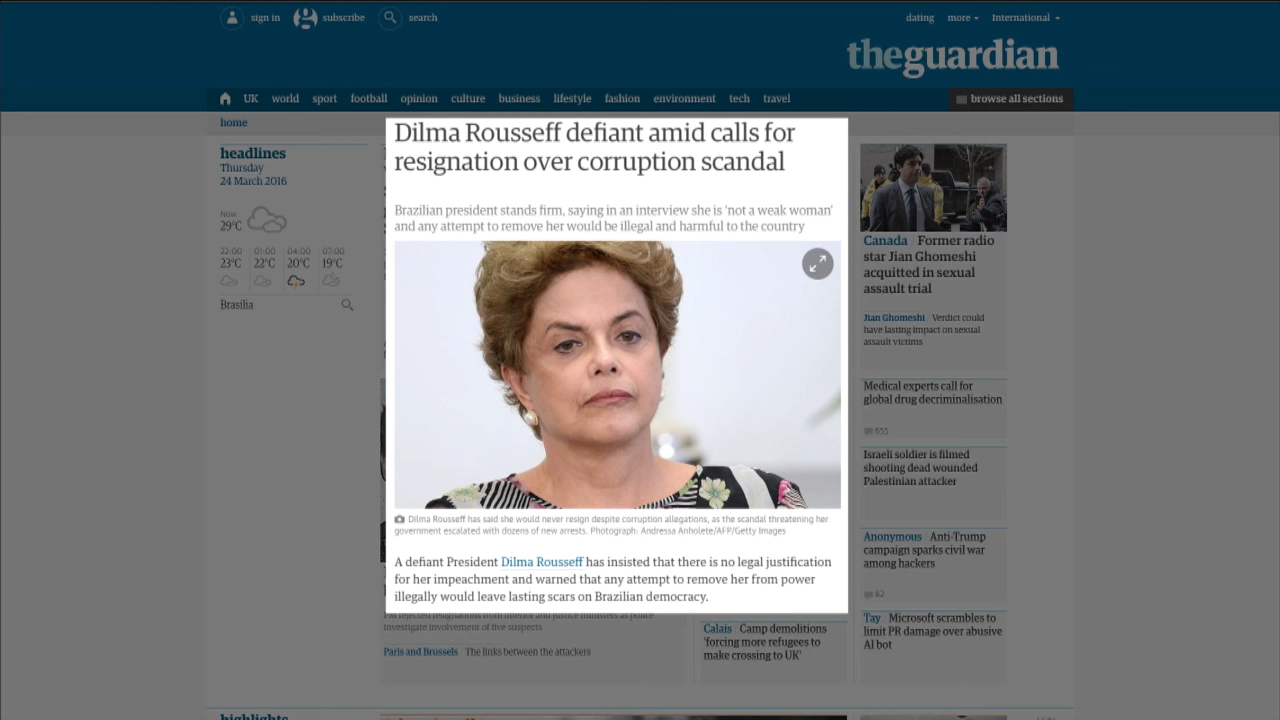 sign in
subscribe
search
dating
more
International
theguardian
UK
world
sport
football
opinion
culture
business
lifestyle
fashion
environment
tech
travel
browse all sections
home
headlines
Thursday
24 March 2016
Now
29°C
22:00
01:00
04:00
07:00
23°C
22°C
20°C
19°C
Brasília
Dilma Rousseff defiant amid calls for
resignation over corruption scandal
Brazilian president stands firm, saying in an interview she is 'not a weak woman'
and any attempt to remove her would be illegal and harmful to the country
Dilma Rousseff has said she would never resign despite corruption allegations, as the scandal threatening her
government escalated with dozens of new arrests. Photograph: Andressa Anholete/AFP/Getty Images
A defiant President Dilma Rousseff has insisted that there is no legal justification
for her impeachment and warned that any attempt to remove her from power
illegally would leave lasting scars on Brazilian democracy.
PM rejected resignations from interior and justice ministers as police
investigate involvement of five suspects
Paris and Brussels The links between the attackers
Calais Camp demolitions
'forcing more refugees to
make crossing to UK'
Canada Former radio
star Jian Ghomeshi
acquitted in sexual
assault trial
Jian Ghomeshi Verdict could
have lasting impact on sexual
assault victims
Medical experts call for
global drug decriminalisation
655
Israeli soldier is filmed
shooting dead wounded
Palestinian attacker
Anonymous Anti-Trump
campaign sparks civil war
among hackers
82
Tay Microsoft scrambles to
limit PR damage over abusive
AI bot
highlights
Hide